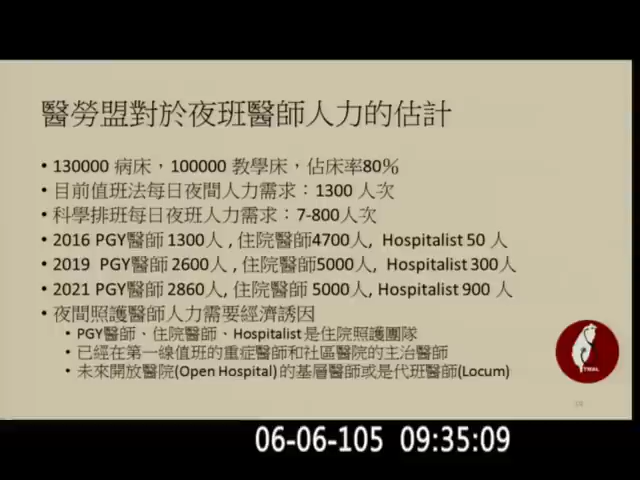 醫勞盟對於夜班醫師人力的估計
• 130000 病床，100000 教學床，佔床率80%
• 目前值班法每日夜間人力需求：1300 人次
• 科學排班每日夜班人力需求：7-800人次
• 2016 PGY醫師 1300人 , 住院醫師4700人, Hospitalist 50 人
• 2019 PGY醫師 2600人 , 住院醫師5000人, Hospitalist 300人
• 2021 PGY醫師 2860人, 住院醫師 5000人, Hospitalist 900 人
• 夜間照護醫師人力需要經濟誘因
• PGY醫師、住院醫師、Hospitalist 是住院照護團隊
• 已經在第一線值班的重症醫師和社區醫院的主治醫師
• 未來開放醫院(Open Hospital) 的基層醫師或是代班醫師(Locum)
06-06-105 09:35:09